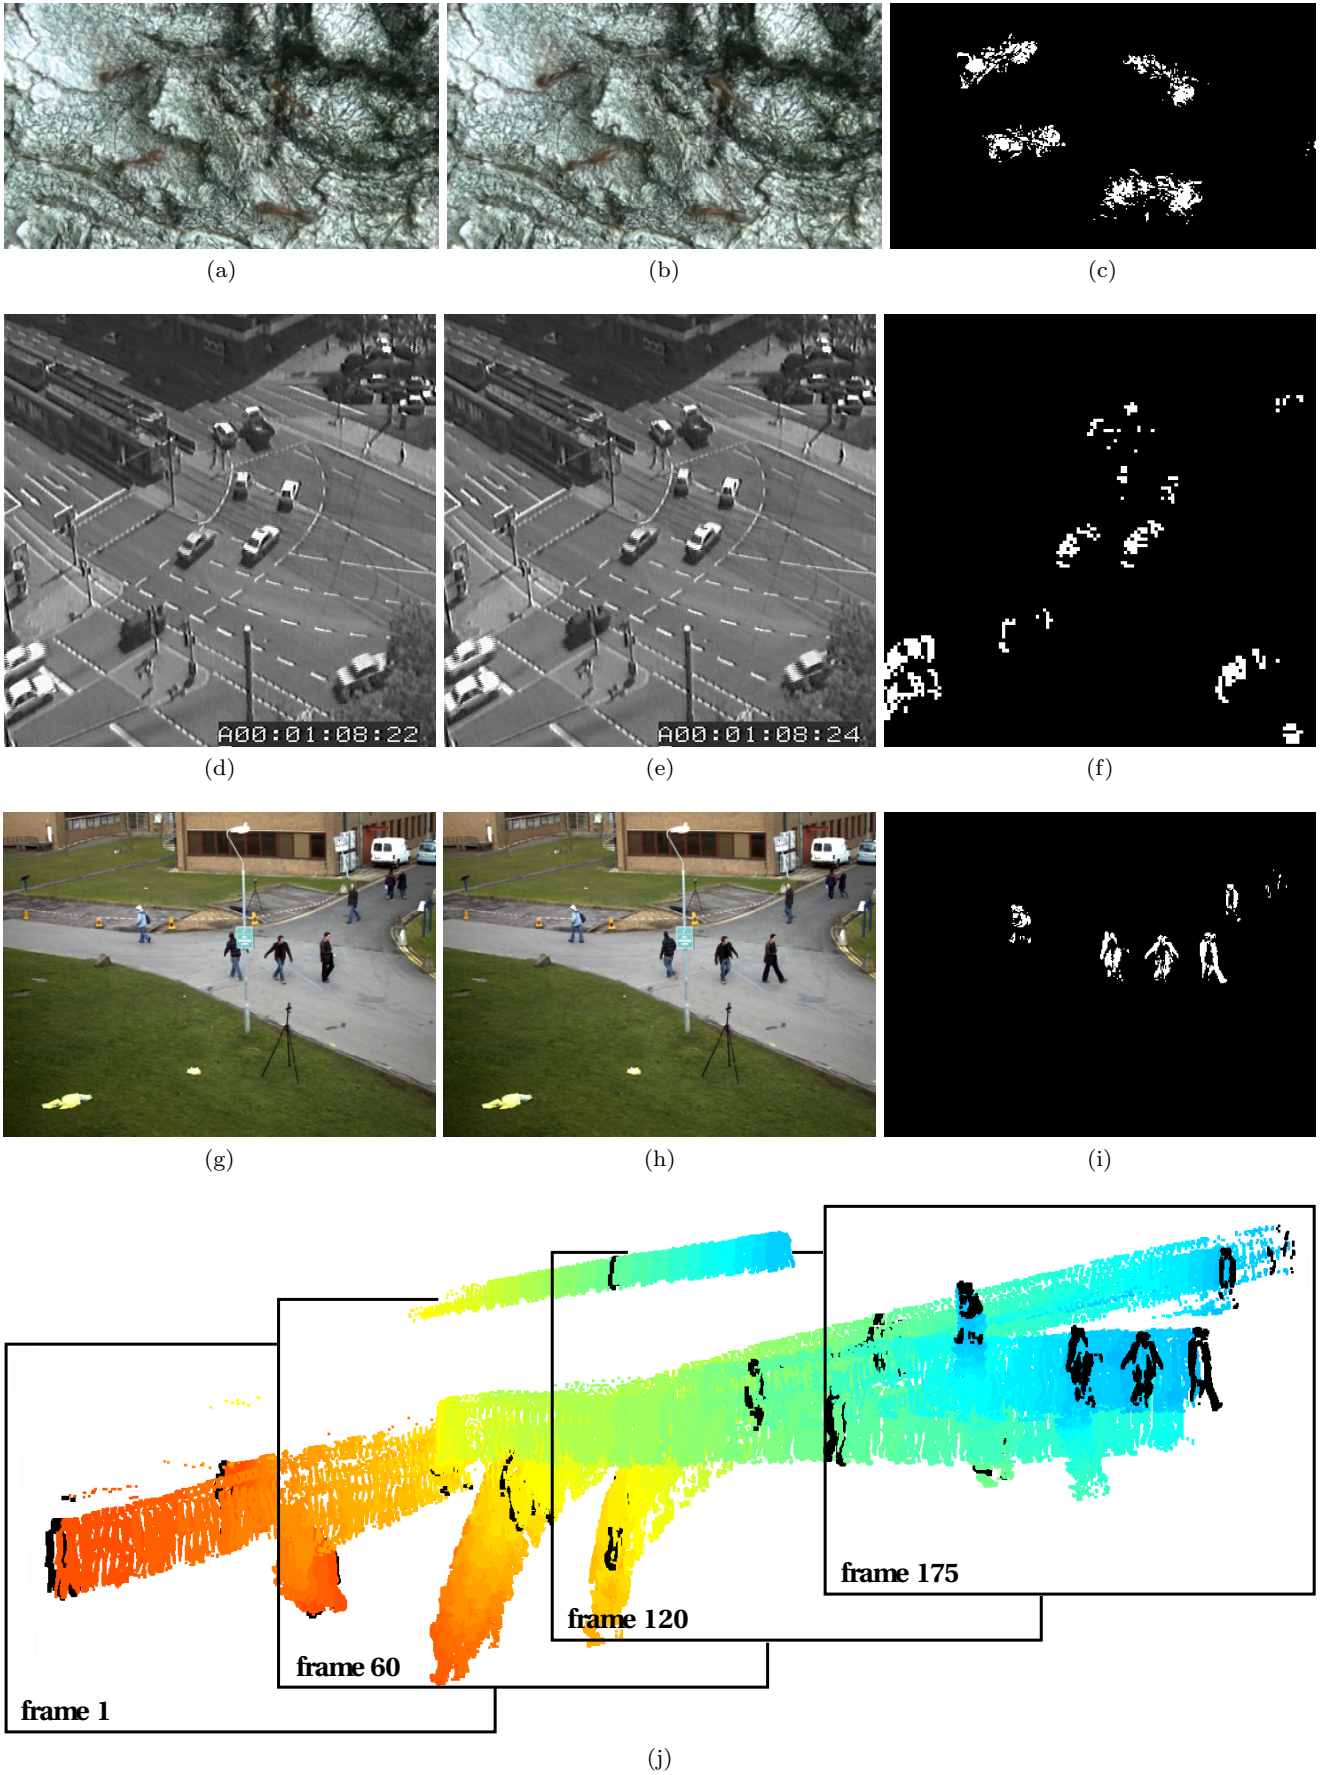 (a)
(b)
(c)
A00:01:08:22
A00:01:08:24
(d)
(e)
(f)
(g)
(h)
(i)
frame 175
frame 120
frame 60
frame 1
(j)